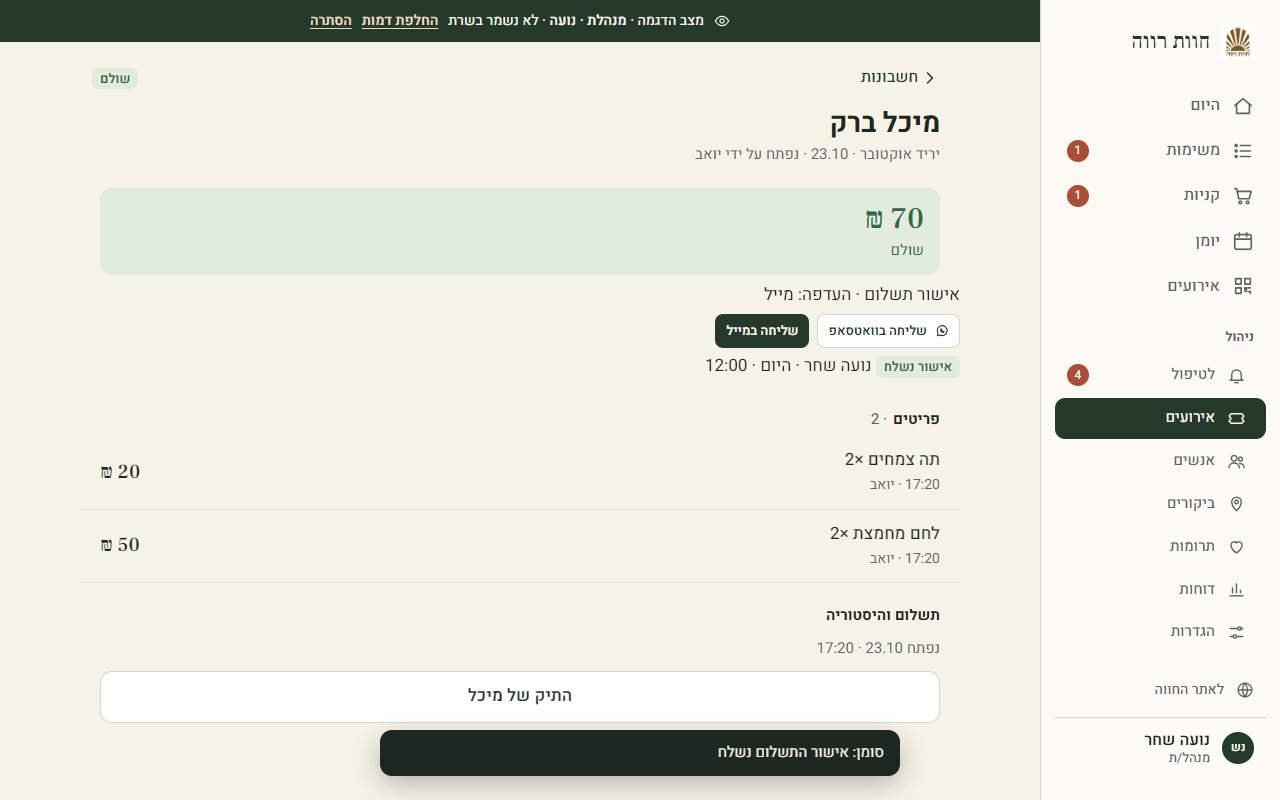 חוות רווה
היום
משימות 1
קניות 1
יומן
אירועים
ניהול
לטיפול 4
אירועים
אנשים
ביקורים
תרומות
דוחות
הגדרות
לאתר החווה
נש
נועה שחר
מנהל/ת
מצב הדגמה · מנהלת · נועה · לא נשמר בשרת החלפת דמות הסתרה
חשבונות
שולם
מיכל ברק
יריד אוקטובר · 23.10 · נפתח על ידי יואב
70 ₪
שולם
אישור תשלום · העדפה: מייל
שליחה בוואטסאפ
שליחה במייל
אישור נשלח נועה שחר · היום · 12:00
פריטים · 2
תה צמחים ×2
20 ₪
17:20 · יואב
לחם מחמצת ×2
50 ₪
17:20 · יואב
תשלום והיסטוריה
נפתח 23.10 · 17:20
התיק של מיכל
סומן: אישור התשלום נשלח